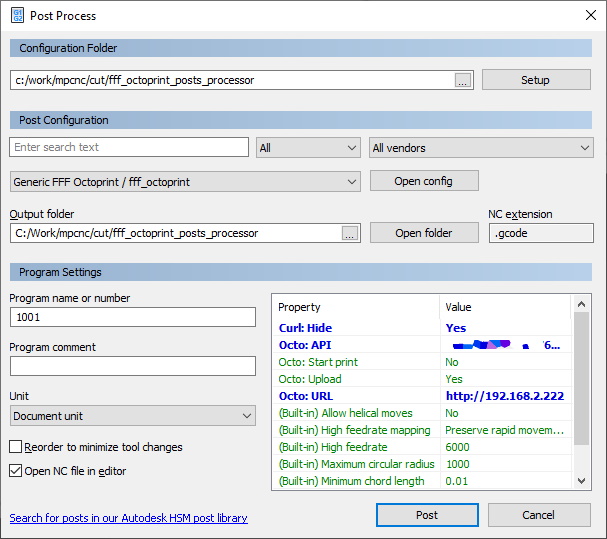 Post Process
Configuration Folder
c:/work/mpcnc/cut/fff_octoprint_posts_processor ...
Setup
Post Configuration
Enter search text
All
All vendors
Generic FFF Octoprint / fff_octoprint
Open config
Output folder
NC extension
C:/Work/mpcnc/cut/fff_octoprint_posts_processor ...
Open folder
.gcode
Program Settings
Program name or number
1001
Program comment
Unit
Document unit
Reorder to minimize tool changes
Open NC file in editor
Property Value
Curl: Hide Yes
Octo: API '6...
Octo: Start print No
Octo: Upload Yes
Octo: URL http://192.168.2.222
(Built-in) Allow helical moves No
(Built-in) High feedrate mapping Preserve rapid movem...
(Built-in) High feedrate 6000
(Built-in) Maximum circular radius 1000
(Built-in) Minimum chord length 0.01
Search for posts in our Autodesk HSM post library
Post
Cancel